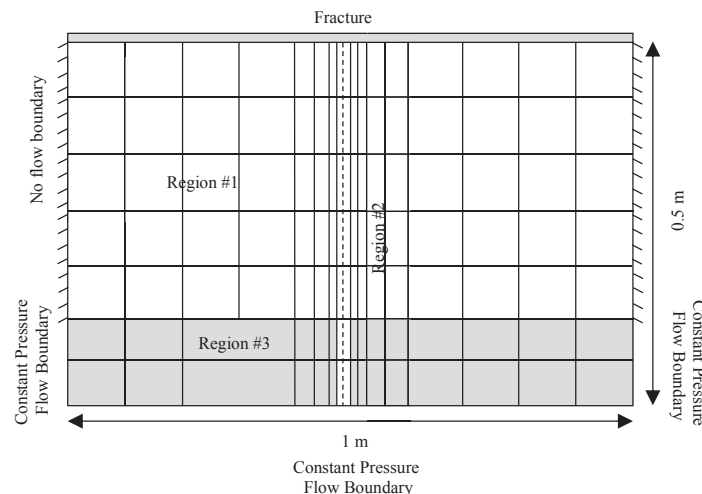 Fracture
No flow boundary
Region #1
Region #2
0.5 m
Constant Pressure
Flow Boundary
Region #3
Constant Pressure
Flow Boundary
1 m
Constant Pressure
Flow Boundary